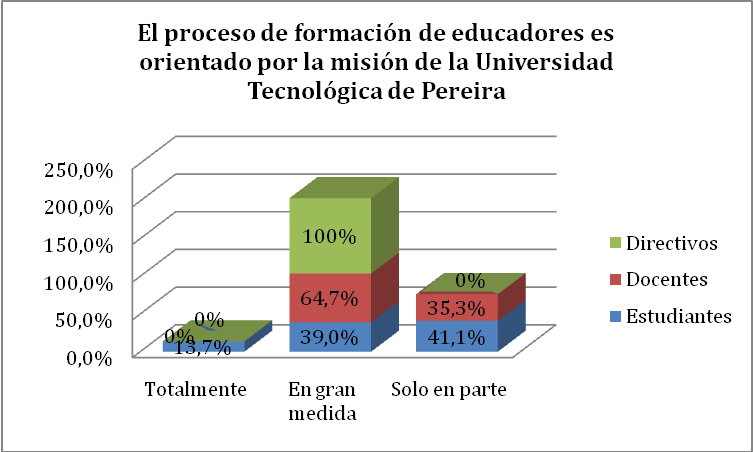 El proceso de formación de educadores es
orientado por la misión de la Universidad
Tecnológica de Pereira
250,0%
200,0%
150,0%
100,0%
50,0%
0,0%
0%
0%
13,7%
100%
64,7%
39,0%
0%
35,3%
41,1%
Totalmente
En gran
medida
Solo en parte
Directivos
Docentes
Estudiantes